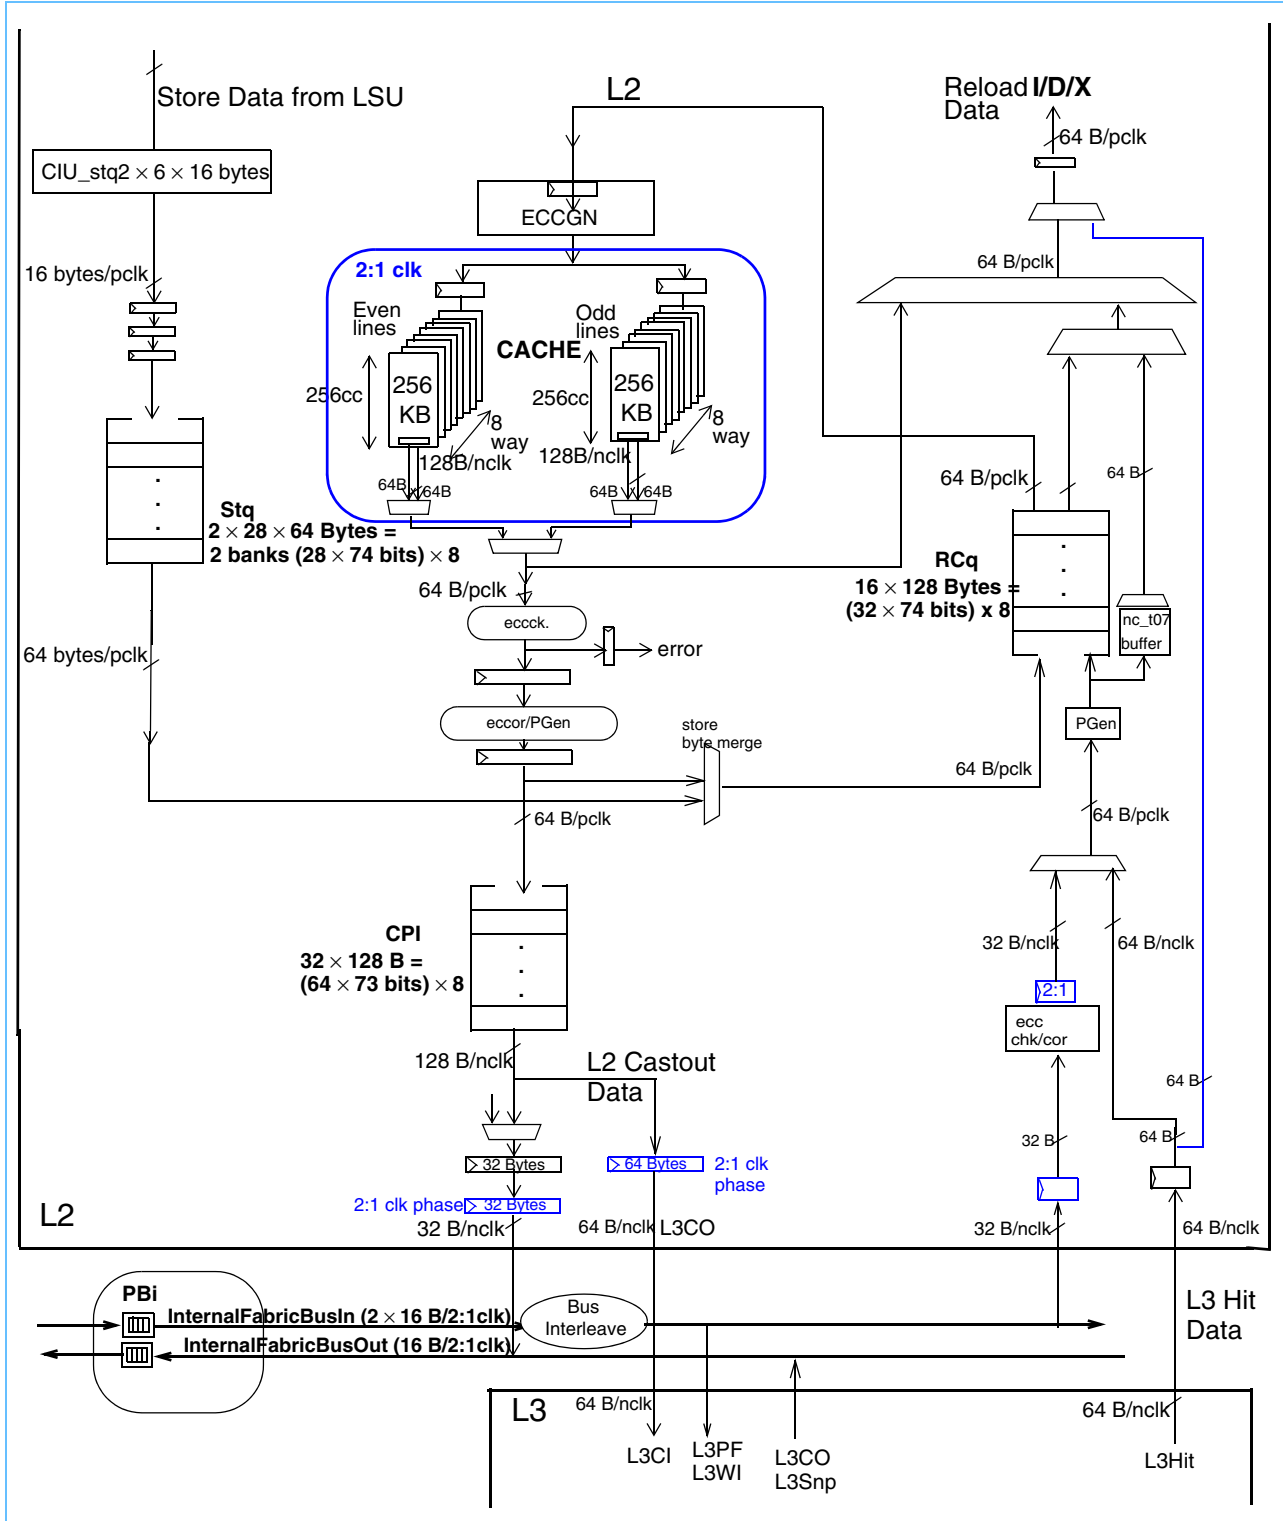 Store Data from LSU
L2
Reload I/D/X
Data
64 B/pclk
CIU_stq2 × 6 × 16 bytes
ECCGN
16 bytes/pclk
2:1 clk
64 B/pclk
Even
lines
Odd
lines
CACHE
256cc
256
KB
256cc
256
KB
8
way
8
way
128B/nclk
128B/nclk
64B
64B
64B
64B
64 B/pclk
64 B
Stq
2 × 28 × 64 Bytes =
2 banks (28 × 74 bits) × 8
RCq
16 × 128 Bytes =
(32 × 74 bits) x 8
64 B/pclk
eccck.
error
nc_t07
buffer
64 bytes/pclk
eccor/PGen
store
byte merge
PGen
64 B/pclk
64 B/pclk
64 B/pclk
CPI
32 × 128 B =
(64 × 73 bits) × 8
32 B/nclk
64 B/nclk
2:1
ecc
chk/cor
128 B/nclk
L2 Castout
Data
64 B
32 B
64 B
32 Bytes
64 Bytes
2:1 clk
phase
2:1 clk phase
32 Bytes
L2
32 B/nclk
64 B/nclk
L3CO
32 B/nclk
64 B/nclk
PBi
InternalFabricBusIn (2 × 16 B/2:1clk)
Bus
Interleave
InternalFabricBusOut (16 B/2:1clk)
L3 Hit
Data
L3
64 B/nclk
64 B/nclk
L3CI
L3PF
L3WI
L3CO
L3Snp
L3Hit